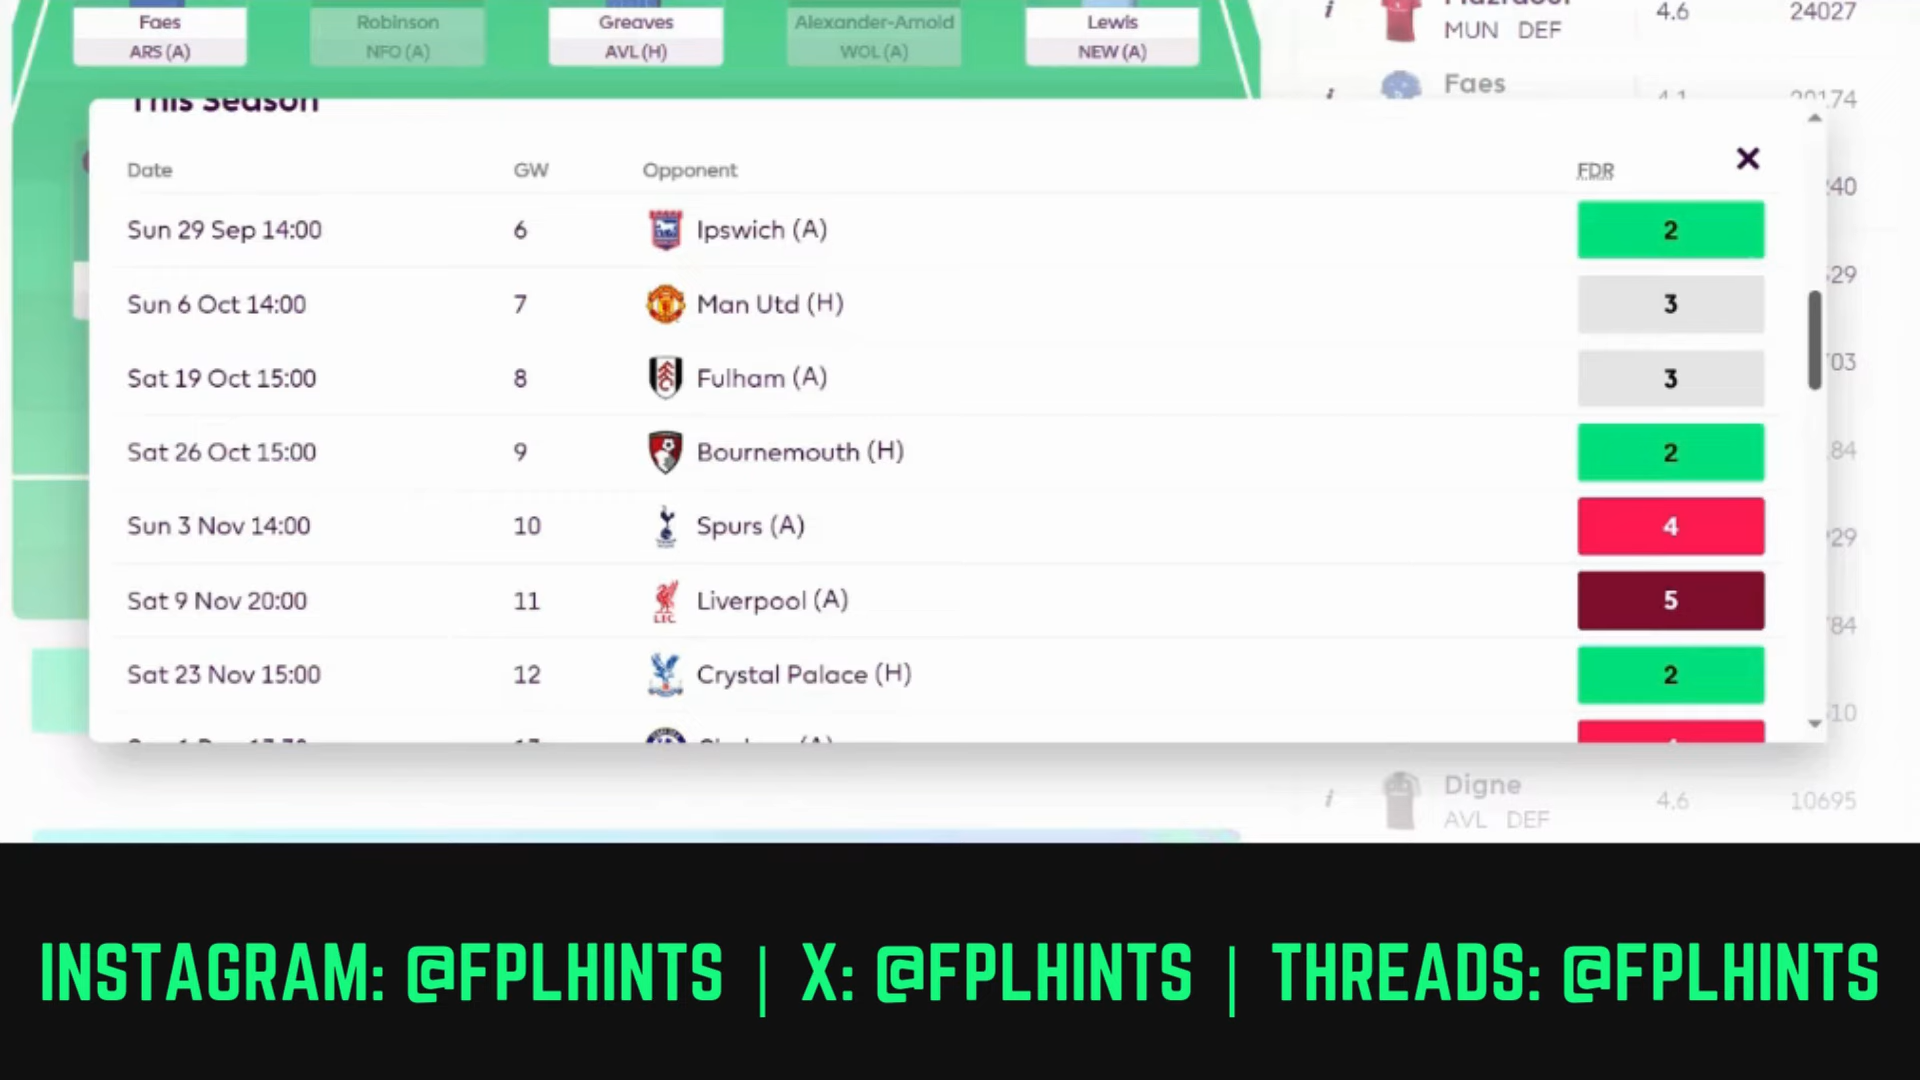 Faes Robinson Greaves Alexander-Arnold Lewis
ARS (A) NFO (A) AVL (H) WOL (A) NEW (A)
i 4.6 24027
MUN DEF
i Faes 4.1
This Season
Date GW Opponent FDR
Sun 29 Sep 14:00 6 Ipswich (A) 2
Sun 6 Oct 14:00 7 Man Utd (H) 3
Sat 19 Oct 15:00 8 Fulham (A) 3
Sat 26 Oct 15:00 9 Bournemouth (H) 2
Sun 3 Nov 14:00 10 Spurs (A) 4
Sat 9 Nov 20:00 11 Liverpool (A) 5
Sat 23 Nov 15:00 12 Crystal Palace (H) 2
i Digne 4.6 10695
AVL DEF
INSTAGRAM: @FPLHINTS | X: @FPLHINTS | THREADS: @FPLHINTS